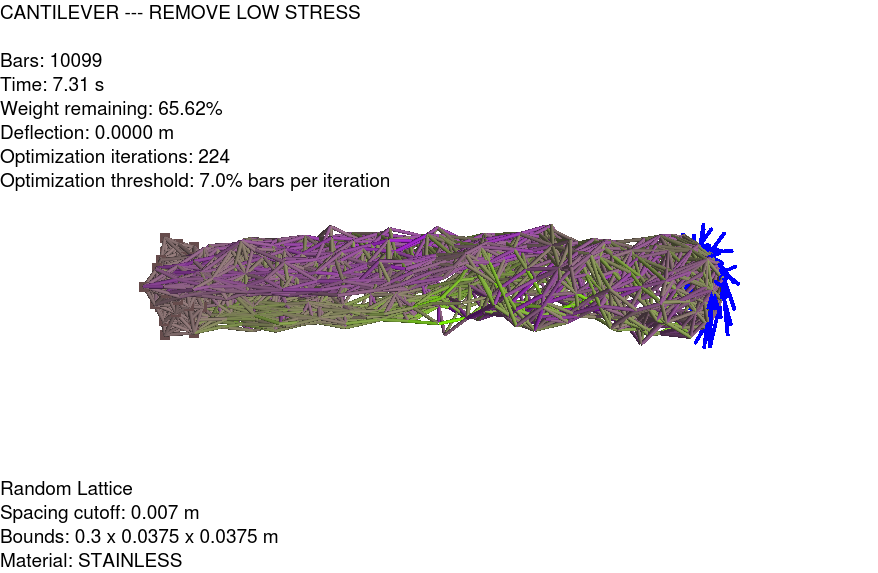 CANTILEVER --- REMOVE LOW STRESS
Bars: 10099
Time: 7.31 s
Weight remaining: 65.62%
Deflection: 0.0000 m
Optimization iterations: 224
Optimization threshold: 7.0% bars per iteration
Random Lattice
Spacing cutoff: 0.007 m
Bounds: 0.3 x 0.0375 x 0.0375 m
Material: STAINLESS